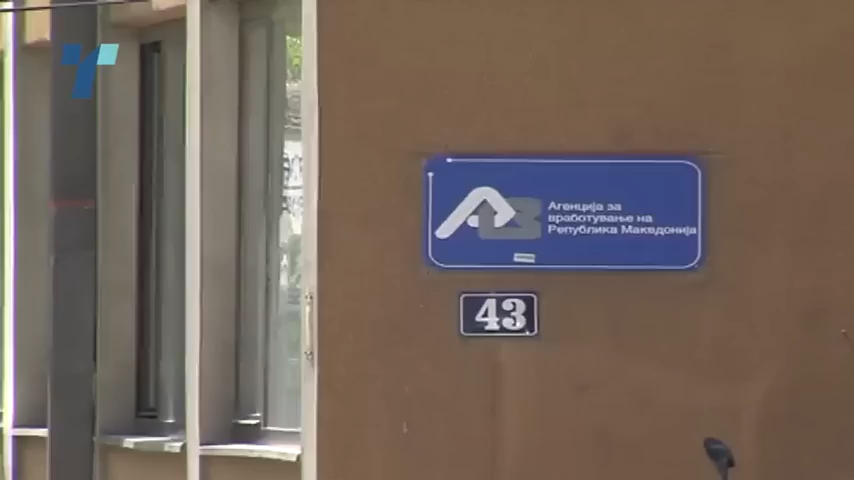 Агенција за
вработување на
Република Македонија
43